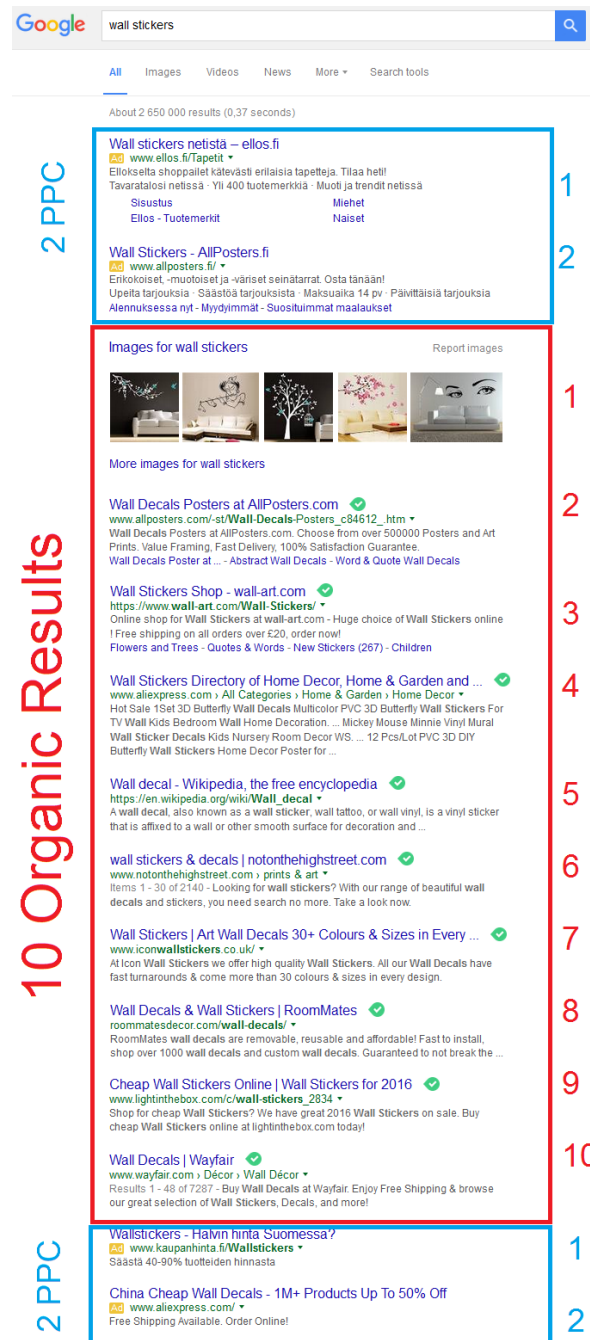 Google wall stickers
All Images Videos News More Search tools
About 2 650 000 results (0,37 seconds)
2 PPC
Wall stickers netistä – ellos.fi
Ad www.ellos.fi/Tapetit
Ellokselta shoppailet kätevästi erilaisia tapetteja. Tilaa heti!
Tavaratalosi netissä · Yli 400 tuotemerkkiä · Muoti ja trendit netissä
1
Sisustus Miehet
Ellos - Tuotemerkit Naiset
Wall Stickers - AllPosters.fi
2
Ad www.allposters.fi/
Erikokoiset, -muotoiset ja -väriset seinätarrat. Osta tänään!
Upeita tarjouksia · Säästöä tarjouksista · Maksuaika 14 pv · Päivittäisiä tarjouksia
Alennuksessa nyt - Myydyimmät - Suosituimmat maalaukset
10 Organic Results
Images for wall stickers Report images
1
More images for wall stickers
Wall Decals Posters at AllPosters.com
2
www.allposters.com/-st/Wall-Decals-Posters_c84612_.htm
Wall Decals Posters at AllPosters.com. Choose from over 500000 Posters and Art
Prints. Value Framing, Fast Delivery, 100% Satisfaction Guarantee.
Wall Decals Poster at ... - Abstract Wall Decals - Word & Quote Wall Decals
Wall Stickers Shop - wall-art.com
https://www.wall-art.com/Wall-Stickers/
3
Online shop for Wall Stickers at wall-art.com - Huge choice of Wall Stickers online
! Free shipping on all orders over £20, order now!
Flowers and Trees - Quotes & Words - New Stickers (267) - Children
Wall Stickers Directory of Home Decor, Home & Garden and ...
4
www.aliexpress.com › All Categories › Home & Garden › Home Decor
Hot Sale 1Set 3D Butterfly Wall Decals Multicolor PVC 3D Butterfly Wall Stickers For
TV Wall Kids Bedroom Wall Home Decoration. ... Mickey Mouse Minnie Vinyl Mural
Wall Sticker Decals Kids Nursery Room Decor WS. ... 12 Pcs/Lot PVC 3D DIY
Butterfly Wall Stickers Home Decor Poster for ...
Wall decal - Wikipedia, the free encyclopedia
https://en.wikipedia.org/wiki/Wall_decal
5
A wall decal, also known as a wall sticker, wall tattoo, or wall vinyl, is a vinyl sticker
that is affixed to a wall or other smooth surface for decoration and ...
wall stickers & decals | notonthehighstreet.com
6
www.notonthehighstreet.com › prints & art
Items 1 - 30 of 2140 - Looking for wall stickers? With our range of beautiful wall
decals and stickers, you need search no more. Take a look now.
Wall Stickers | Art Wall Decals 30+ Colours & Sizes in Every ...
7
www.iconwallstickers.co.uk/
At Icon Wall Stickers we offer high quality Wall Stickers. All our Wall Decals have
fast turnarounds & come more than 30 colours & sizes in every design.
Wall Decals & Wall Stickers | RoomMates
8
roommatesdecor.com/wall-decals/
RoomMates wall decals are removable, reusable and affordable! Fast to install,
shop over 1000 wall decals and custom wall decals. Guaranteed to not break the ...
Cheap Wall Stickers Online | Wall Stickers for 2016
9
www.lightinthebox.com/c/wall-stickers_2834
Shop for cheap Wall Stickers? We have great 2016 Wall Stickers on sale. Buy
cheap Wall Stickers online at lightinthebox.com today!
Wall Decals | Wayfair
10
www.wayfair.com › Décor › Wall Décor
Results 1 - 48 of 7287 - Buy Wall Decals at Wayfair. Enjoy Free Shipping & browse
our great selection of Wall Stickers, Decals, and more!
2 PPC
Wallstickers - Halvin hinta Suomessa?
1
Ad www.kaupanhinta.fi/Wallstickers
Säästä 40-90% tuotteiden hinnasta
China Cheap Wall Decals - 1M+ Products Up To 50% Off
Ad www.aliexpress.com/
2
Free Shipping Available. Order Online!